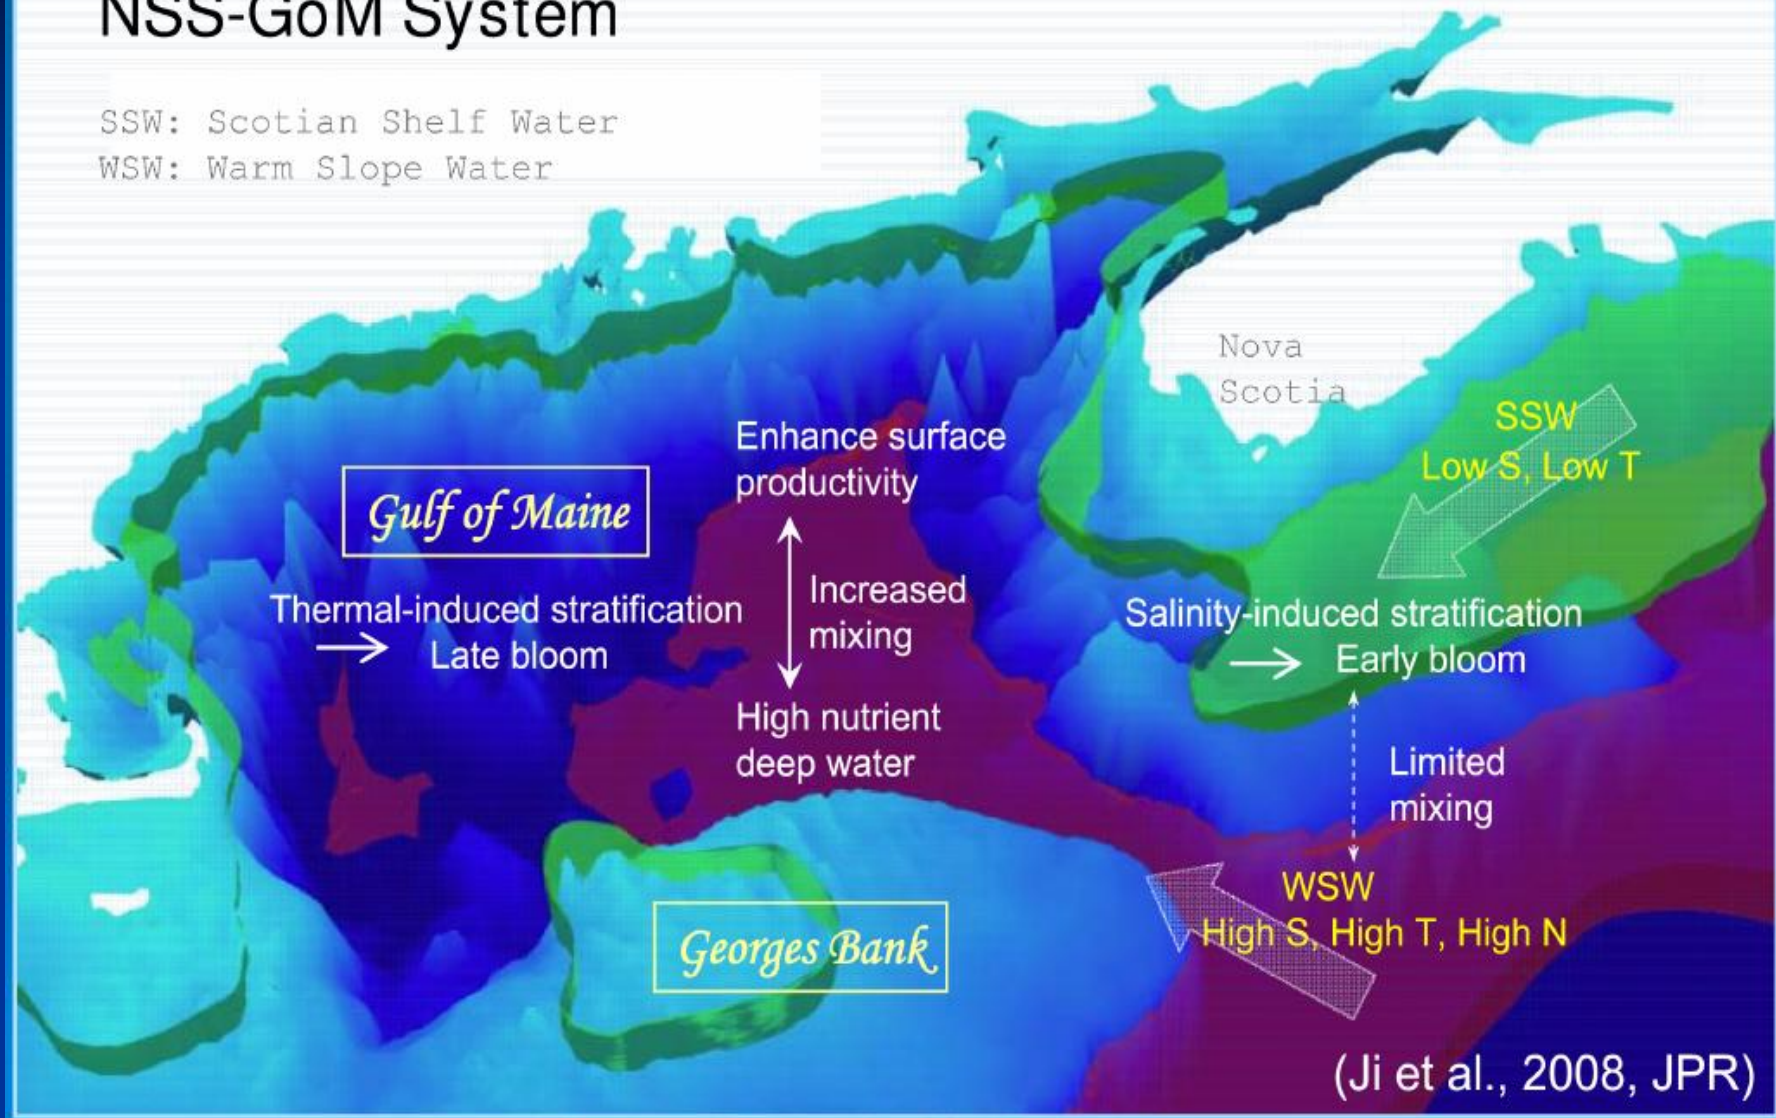 NSS-GoM System
SSW: Scotian Shelf Water
WSW: Warm Slope Water
Nova
Scotia
SSW
Low S, Low T
Enhance surface
productivity
Gulf of Maine
Increased
mixing
Thermal-induced stratification
Late bloom
Salinity-induced stratification
Early bloom
High nutrient
deep water
Limited
mixing
WSW
High S, High T, High N
Georges Bank
(Ji et al., 2008, JPR)